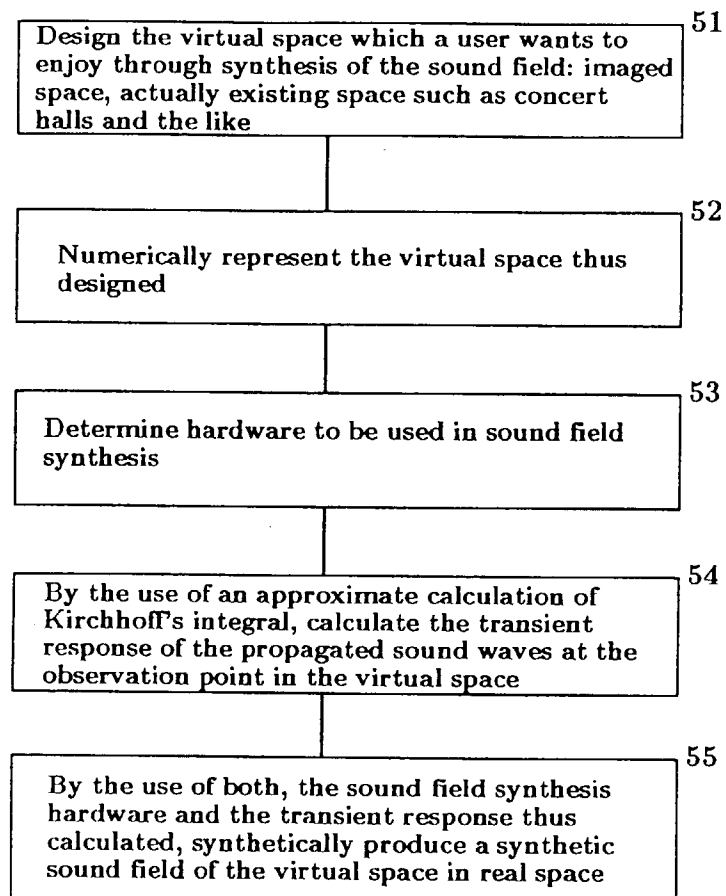 51
Design the virtual space which a user wants to
enjoy through synthesis of the sound field: imaged
space, actually existing space such as concert
halls and the like
52
Numerically represent the virtual space thus
designed
53
Determine hardware to be used in sound field
synthesis
54
By the use of an approximate calculation of
Kirchhoff's integral, calculate the transient
response of the propagated sound waves at the
observation point in the virtual space
55
By the use of both, the sound field synthesis
hardware and the transient response thus
calculated, synthetically produce a synthetic
sound field of the virtual space in real space